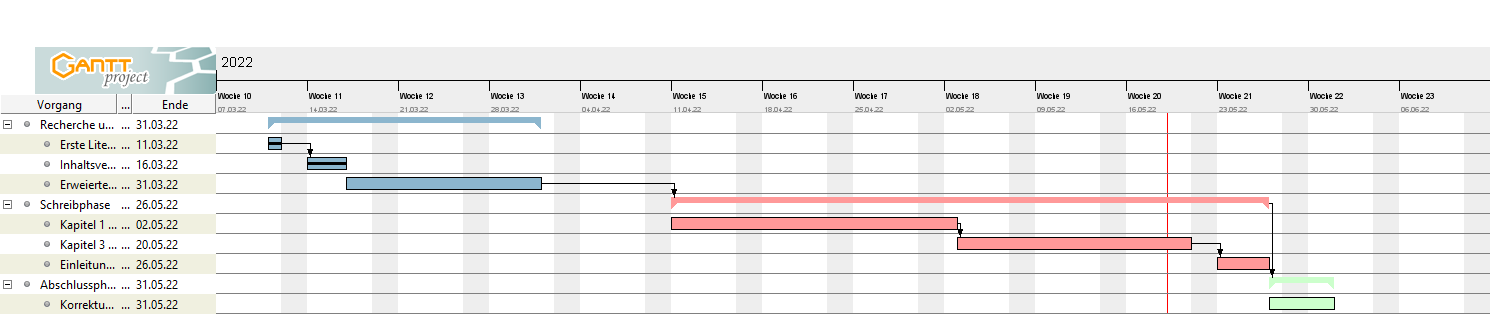 GANTT
project
2022
Woche 10 Woche 11 Woche 12 Woche 13 Woche 14 Woche 15 Woche 16 Woche 17 Woche 18 Woche 19 Woche 20 Woche 21 Woche 22 Woche 23
Vorgang ... Ende
07.03.22 14.03.22 21.03.22 28.03.22 04.04.22 11.04.22 18.04.22 25.04.22 02.05.22 09.05.22 16.05.22 23.05.22 30.05.22 06.06.22
Recherche u... ... 31.03.22
Erste Lite... ... 11.03.22
Inhaltsve... ... 16.03.22
Erweiterte... ... 31.03.22
Schreibphase ... 26.05.22
Kapitel 1 ... ... 02.05.22
Kapitel 3 ... ... 20.05.22
Einleitun... ... 26.05.22
Abschlussph... ... 31.05.22
Korrektu... ... 31.05.22